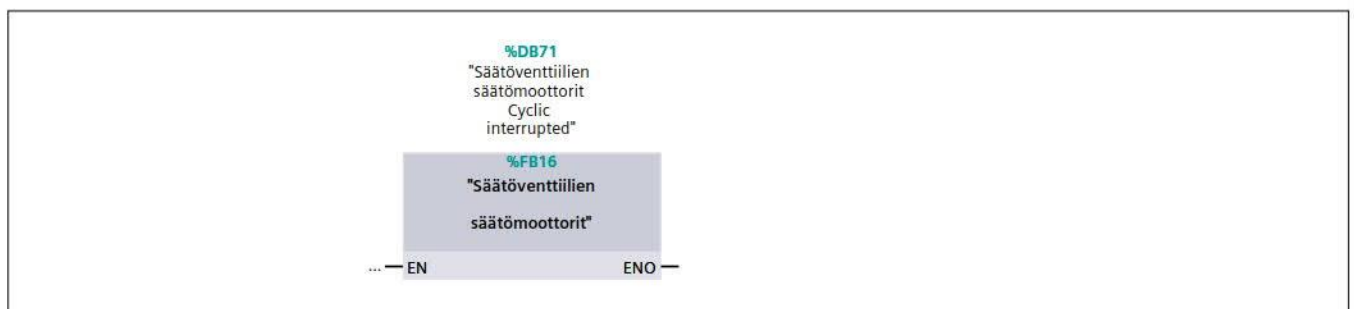 %DB71
"Säätöventtiilien
säätömoottorit
Cyclic
interrupted"
%FB16
"Säätöventtiilien
säätömoottorit"
... EN ENO